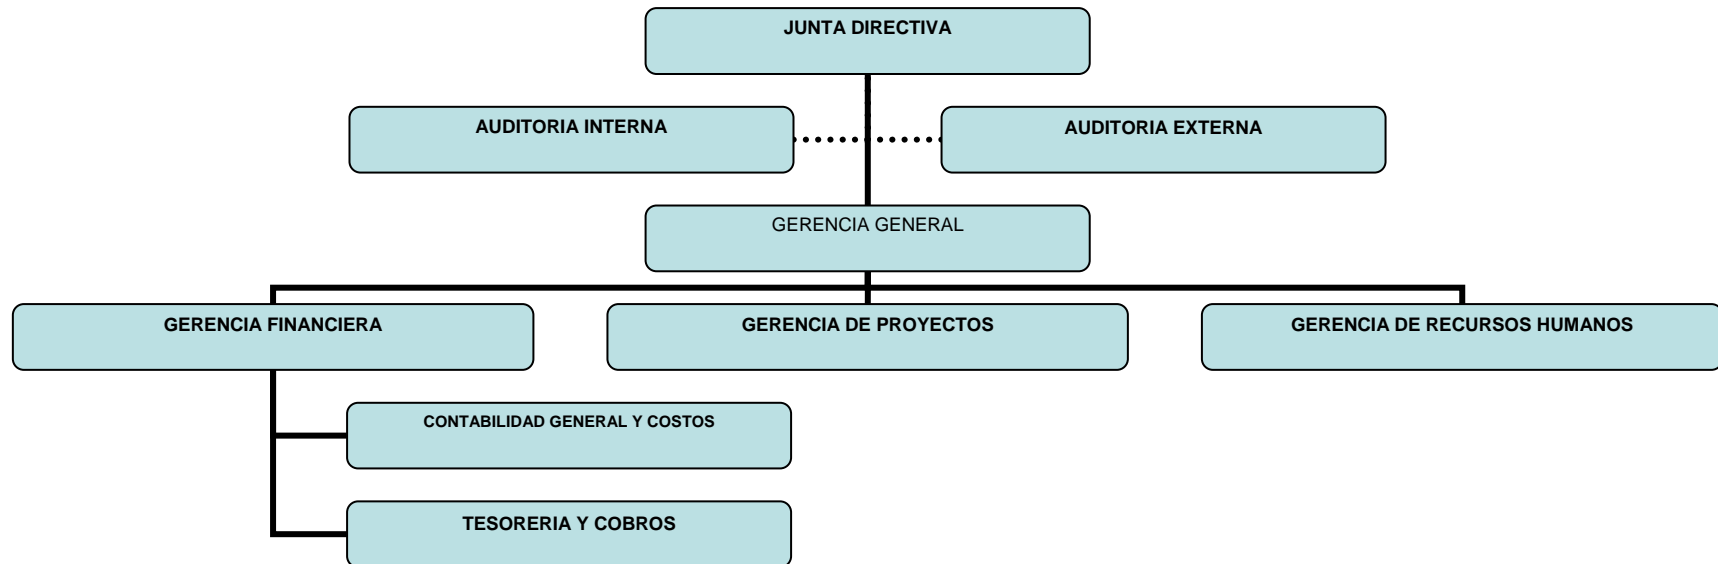 JUNTA DIRECTIVA
AUDITORIA INTERNA
AUDITORIA EXTERNA
GERENCIA GENERAL
GERENCIA FINANCIERA
GERENCIA DE PROYECTOS
GERENCIA DE RECURSOS HUMANOS
CONTABILIDAD GENERAL Y COSTOS
TESORERIA Y COBROS